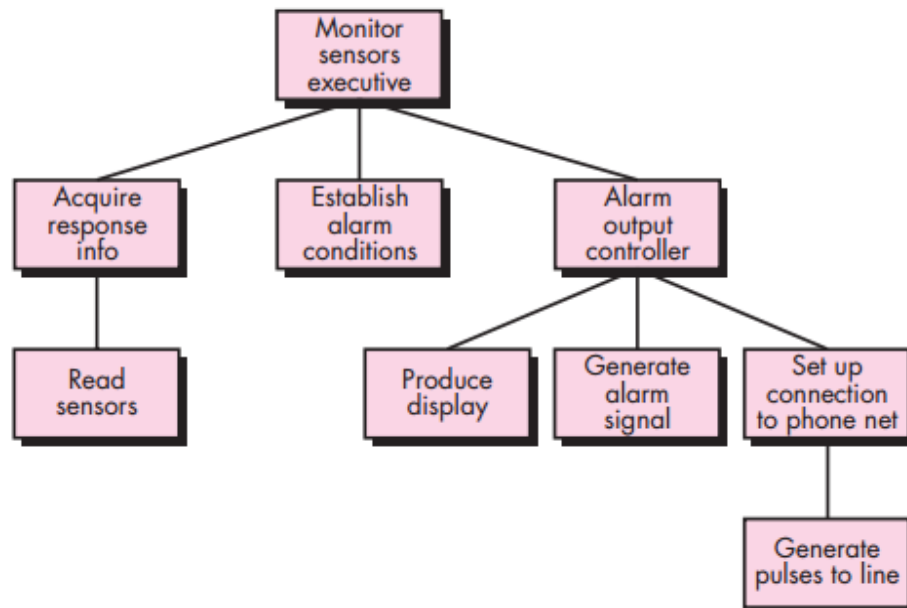 Monitor
sensors
executive
Acquire
response
info
Establish
alarm
conditions
Alarm
output
controller
Read
sensors
Produce
display
Generate
alarm
signal
Set up
connection
to phone net
Generate
pulses to line